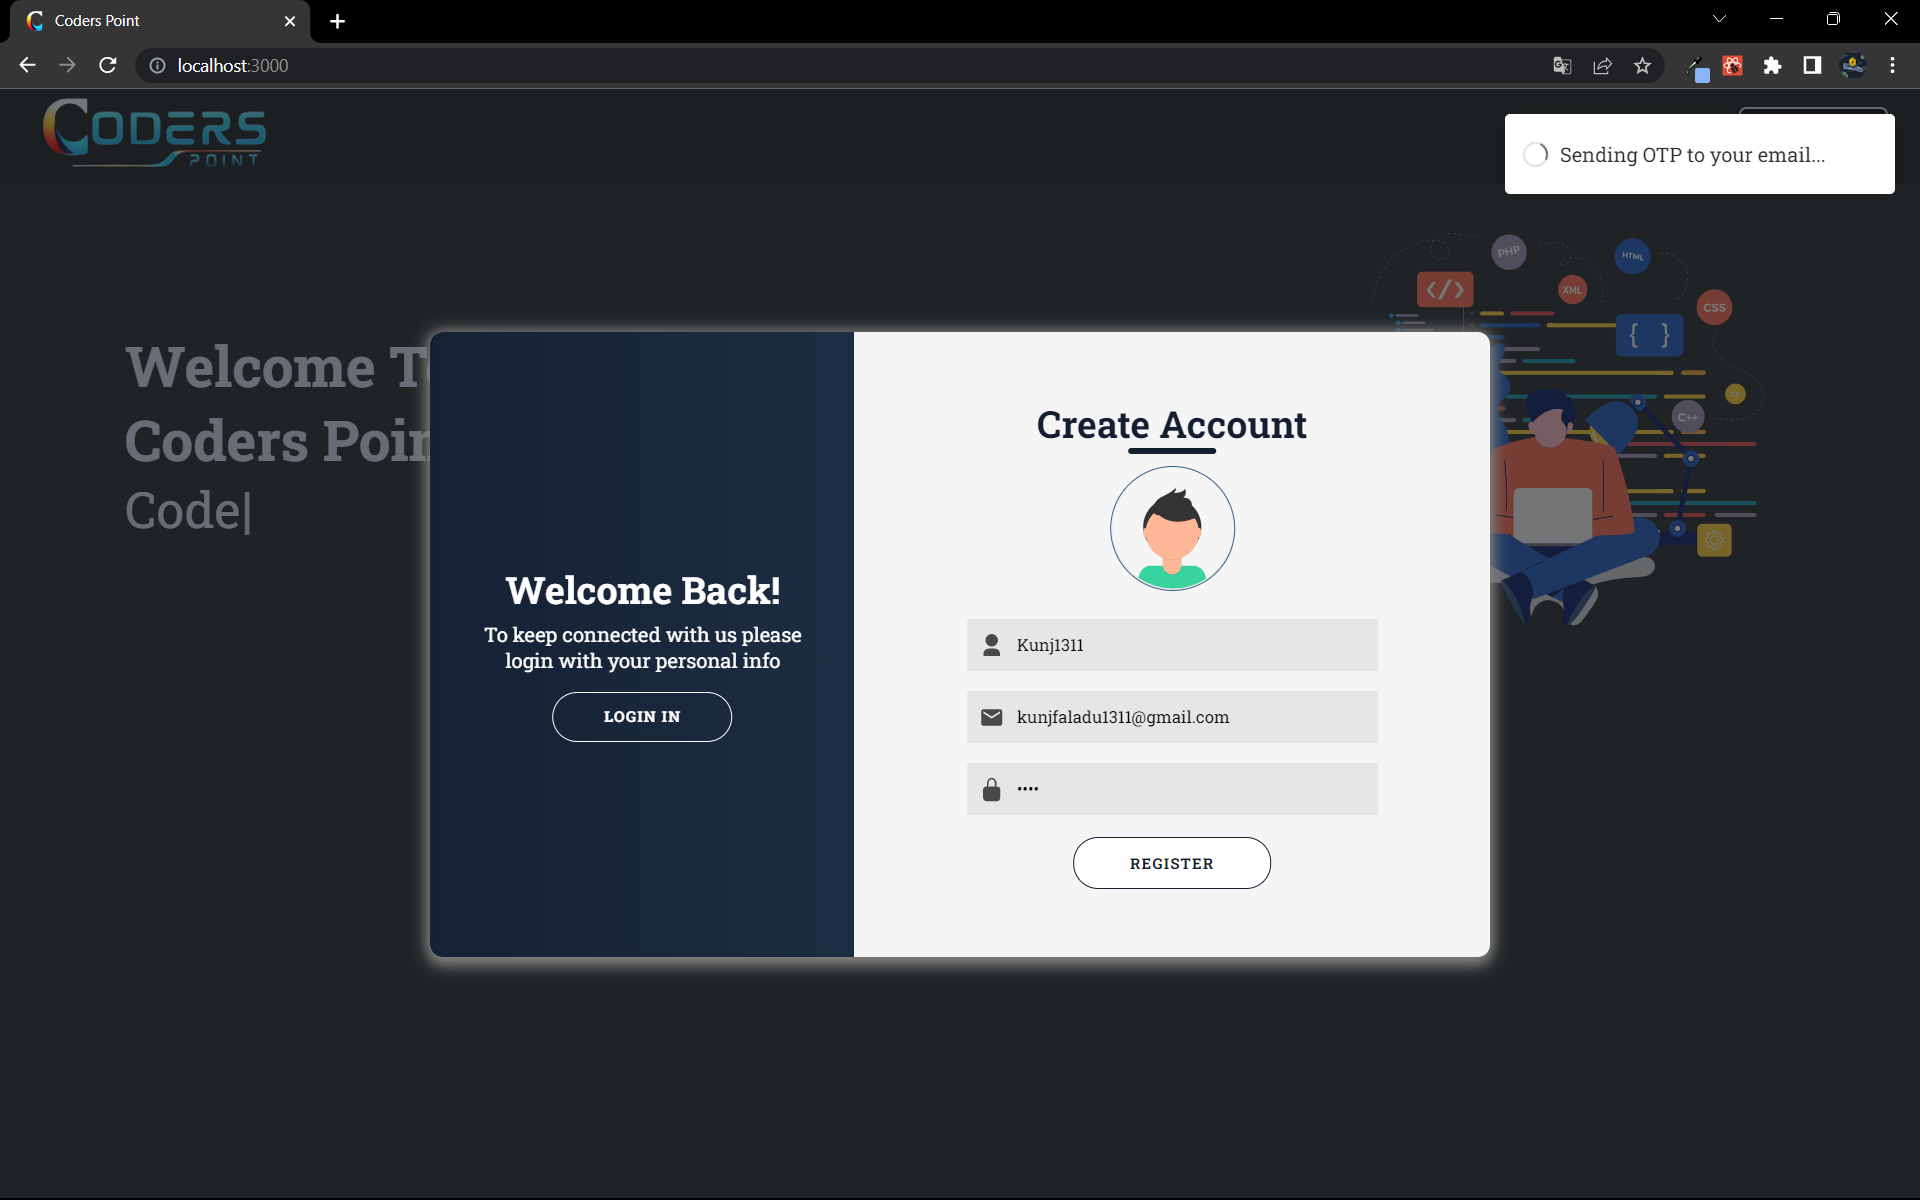 Coders Point
localhost:3000
CODERS
POINT
Sending OTP to your email...
PHP
HTML
</>
XML
CSS
{ }
C++
Welcome T
Coders Poin
Code|
Create Account
Welcome Back!
To keep connected with us please
login with your personal info
LOGIN IN
Kunj1311
kunjfaladu1311@gmail.com
••••
REGISTER